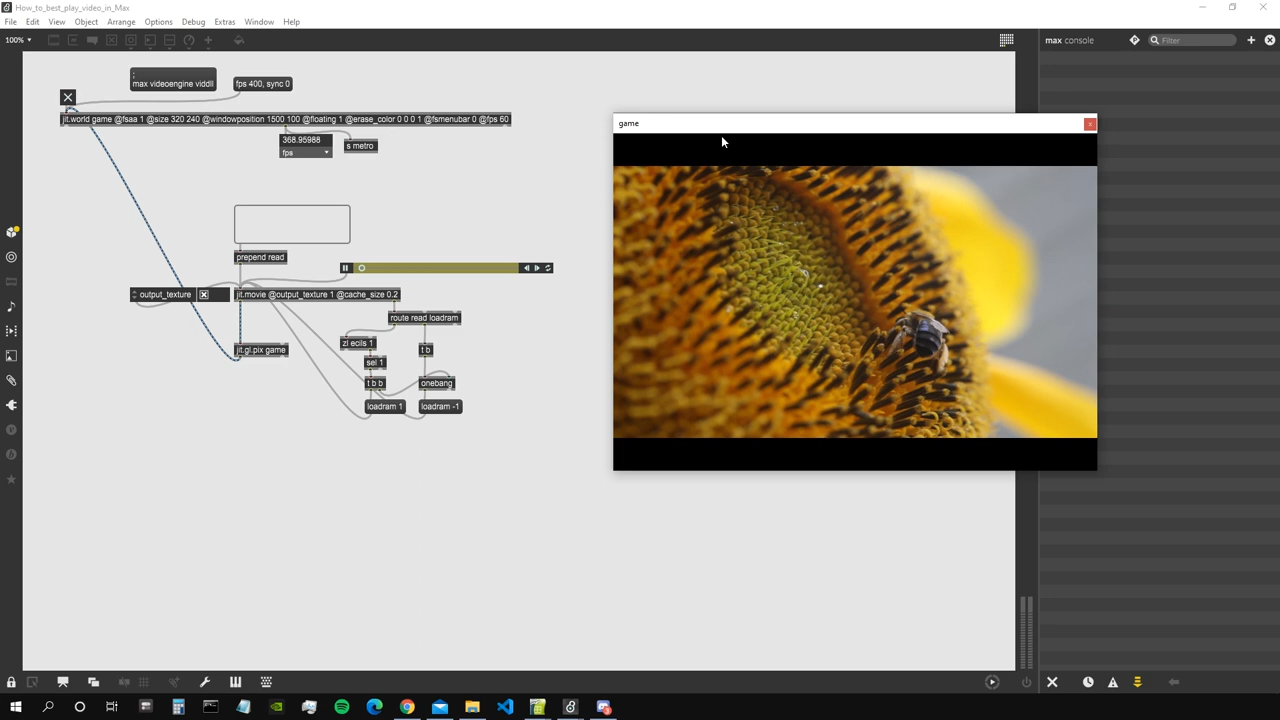 How_to_best_play_video_in_Max
File Edit View Object Arrange Options Debug Extras Window Help
100%
max console
Filter
;
max videoengine viddll
fps 400, sync 0
jit.world game @fsaa 1 @size 320 240 @windowposition 1500 100 @floating 1 @erase_color 0 0 0 1 @fsmenubar 0 @fps 60
game
368.95988
fps
s metro
prepend read
output_texture
jit.movie @output_texture 1 @cache_size 0.2
route read loadram
zl ecils 1
t b
jit.gl.pix game
sel 1
t b b
onebang
loadram 1
loadram -1